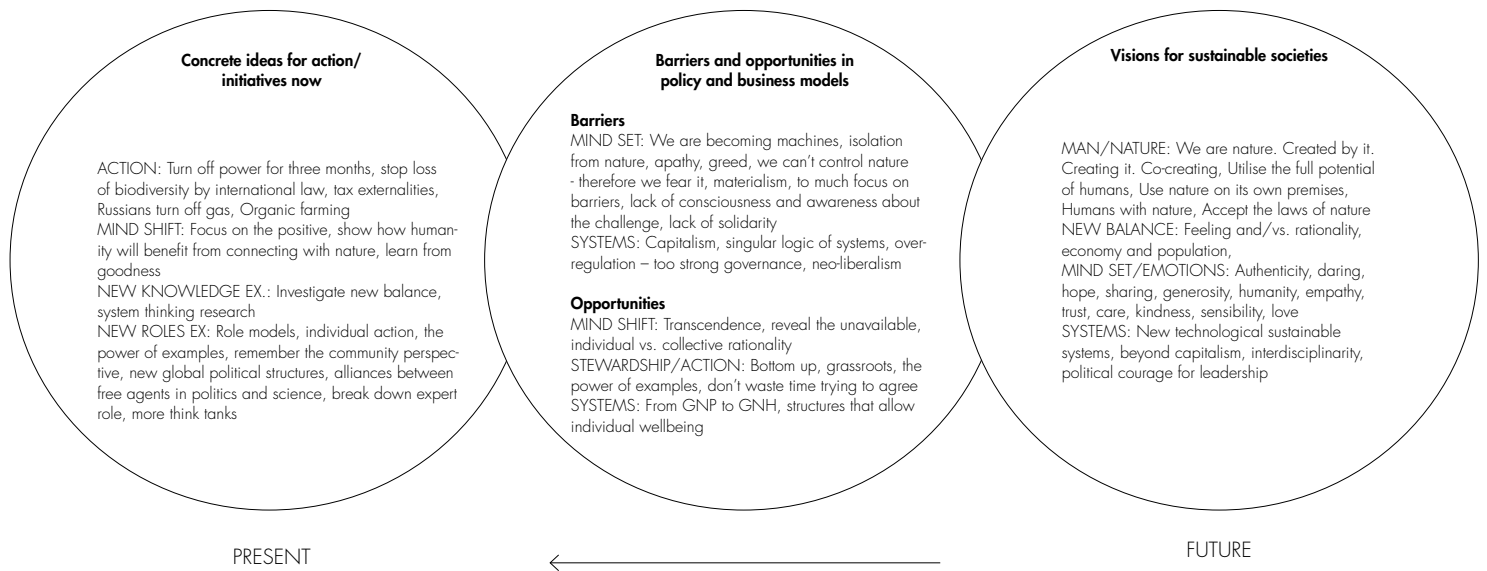 Concrete ideas for action/
initiatives now
ACTION: Turn off power for three months, stop loss
of biodiversity by international law, tax externalities,
Russians turn off gas, Organic farming
MIND SHIFT: Focus on the positive, show how human-
ity will benefit from connecting with nature, learn from
goodness
NEW KNOWLEDGE EX.: Investigate new balance,
system thinking research
NEW ROLES EX: Role models, individual action, the
power of examples, remember the community perspec-
tive, new global political structures, alliances between
free agents in politics and science, break down expert
role, more think tanks
Barriers and opportunities in
policy and business models
Barriers
MIND SET: We are becoming machines, isolation
from nature, apathy, greed, we can't control nature
- therefore we fear it, materialism, to much focus on
barriers, lack of consciousness and awareness about
the challenge, lack of solidarity
SYSTEMS: Capitalism, singular logic of systems, over-
regulation – too strong governance, neo-liberalism
Opportunities
MIND SHIFT: Transcendence, reveal the unavailable,
individual vs. collective rationality
STEWARDSHIP/ACTION: Bottom up, grassroots, the
power of examples, don't waste time trying to agree
SYSTEMS: From GNP to GNH, structures that allow
individual wellbeing
Visions for sustainable societies
MAN/NATURE: We are nature. Created by it.
Creating it. Co-creating, Utilise the full potential
of humans, Use nature on its own premises,
Humans with nature, Accept the laws of nature
NEW BALANCE: Feeling and/vs. rationality,
economy and population,
MIND SET/EMOTIONS: Authenticity, daring,
hope, sharing, generosity, humanity, empathy,
trust, care, kindness, sensibility, love
SYSTEMS: New technological sustainable
systems, beyond capitalism, interdisciplinarity,
political courage for leadership
PRESENT
FUTURE